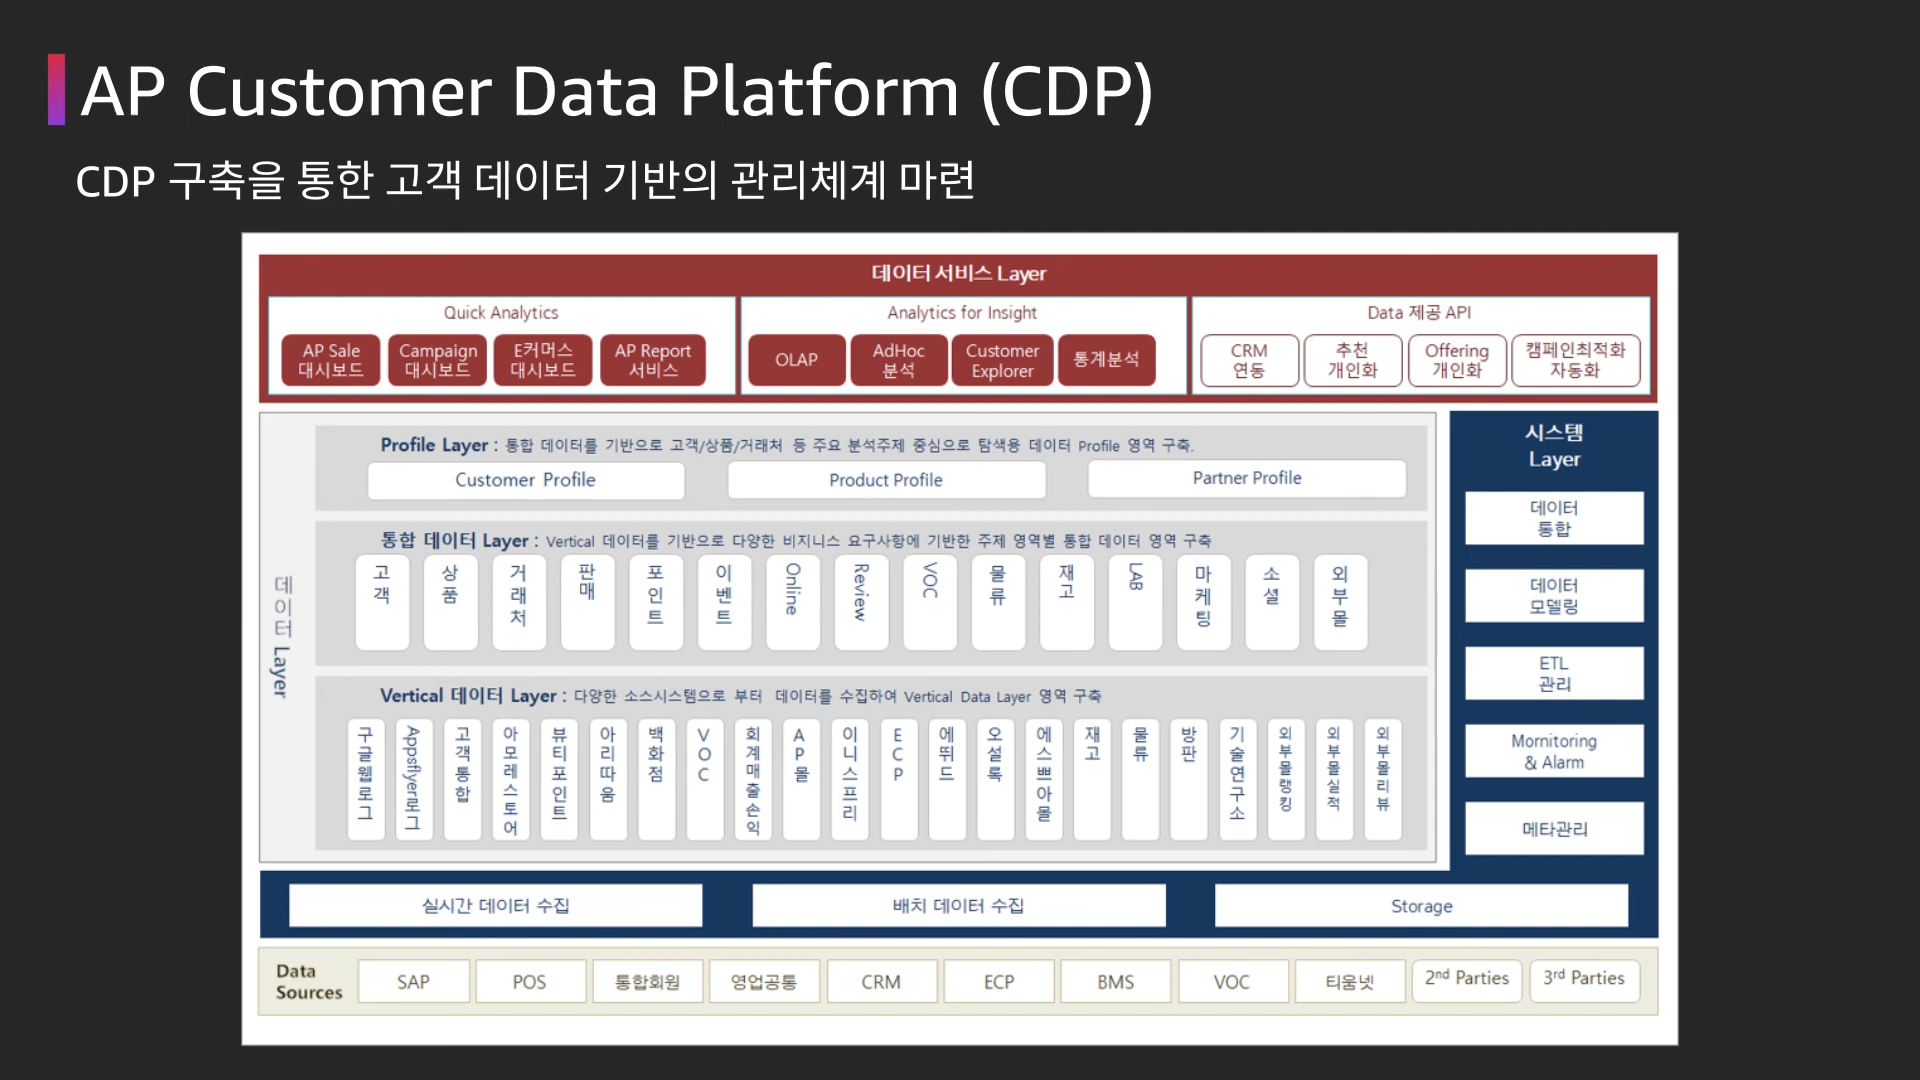 AP Customer Data Platform (CDP)
CDP 구축을 통한 고객 데이터 기반의 관리체계 마련
데이터 서비스 Layer
Quick Analytics
AP Sale
대시보드
Campaign
대시보드
E커머스
대시보드
AP Report
서비스
Analytics for Insight
OLAP
AdHoc
분석
Customer
Explorer
통계분석
Data 제공 API
CRM
연동
추천
개인화
Offering
개인화
캠페인최적화
자동화
데이터 Layer
Profile Layer : 통합 데이터를 기반으로 고객/상품/거래처 등 주요 분석주제 중심으로 탐색용 데이터 Profile 영역 구축.
Customer Profile
Product Profile
Partner Profile
통합 데이터 Layer : Vertical 데이터를 기반으로 다양한 비지니스 요구사항에 기반한 주제 영역별 통합 데이터 영역 구축
고객
상품
거래처
판매
포인트
이벤트
Online
Review
VOC
물류
재고
LAB
마케팅
소셜
외부몰
Vertical 데이터 Layer : 다양한 소스시스템으로 부터 데이터를 수집하여 Vertical Data Layer 영역 구축
구글웹로그
Appsflyer로그
고객통합
아모레스토어
뷰티포인트
아리따움
백화점
VOC
회계매출손익
AP몰
이니스프리
ECP
에뛰드
오설록
에스쁘아몰
재고
물류
방판
기술연구소
외부몰랭킹
외부몰실적
외부몰리뷰
시스템
Layer
데이터
통합
데이터
모델링
ETL
관리
Mornitoring
& Alarm
메타관리
실시간 데이터 수집
배치 데이터 수집
Storage
Data
Sources
SAP
POS
통합회원
영업공통
CRM
ECP
BMS
VOC
티움넷
2nd Parties
3rd Parties